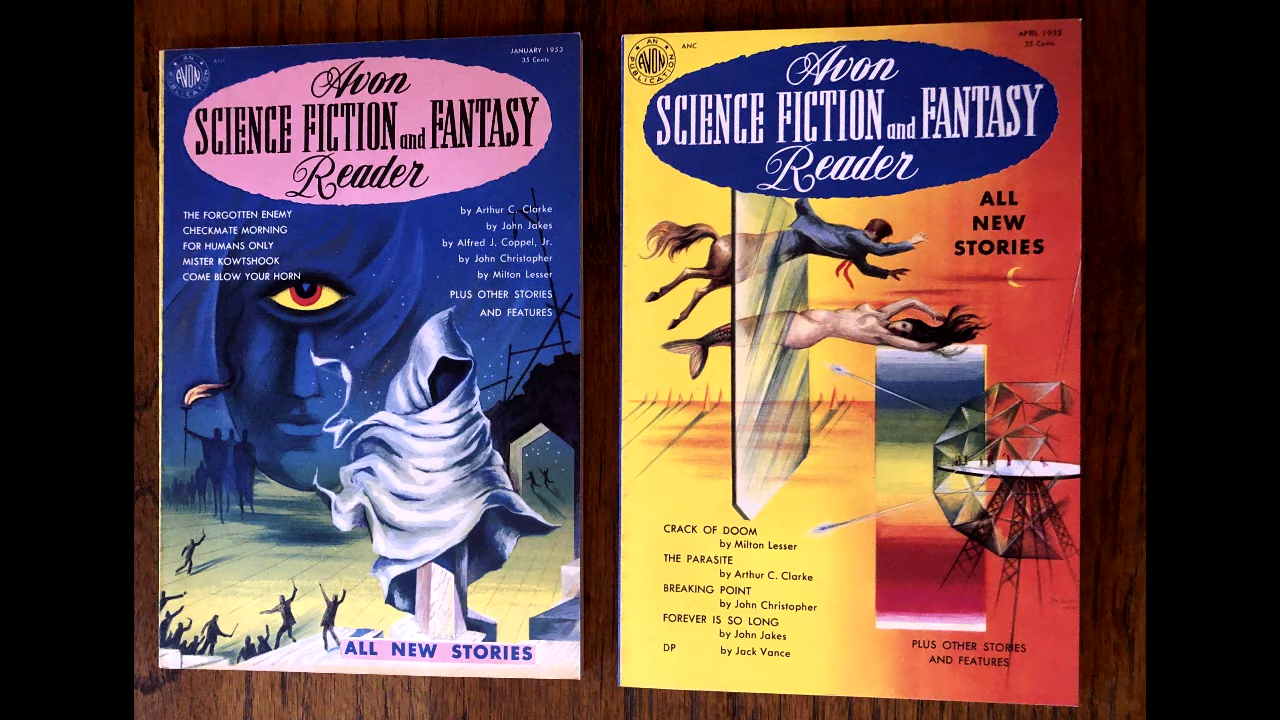 AN
AVON
PUBLICATION
ANC
JANUARY 1953
35 Cents
Avon
SCIENCE FICTION and FANTASY
Reader
THE FORGOTTEN ENEMY by Arthur C. Clarke
CHECKMATE MORNING by John Jakes
FOR HUMANS ONLY by Alfred J. Coppel, Jr.
MISTER KOWTSHOOK by John Christopher
COME BLOW YOUR HORN by Milton Lesser
PLUS OTHER STORIES
AND FEATURES
ALL NEW STORIES
AN
AVON
PUBLICATION
ANC
APRIL 1953
35 Cents
Avon
SCIENCE FICTION and FANTASY
Reader
ALL
NEW
STORIES
CRACK OF DOOM
by Milton Lesser
THE PARASITE
by Arthur C. Clarke
BREAKING POINT
by John Christopher
FOREVER IS SO LONG
by John Jakes
DP by Jack Vance
PLUS OTHER STORIES
AND FEATURES